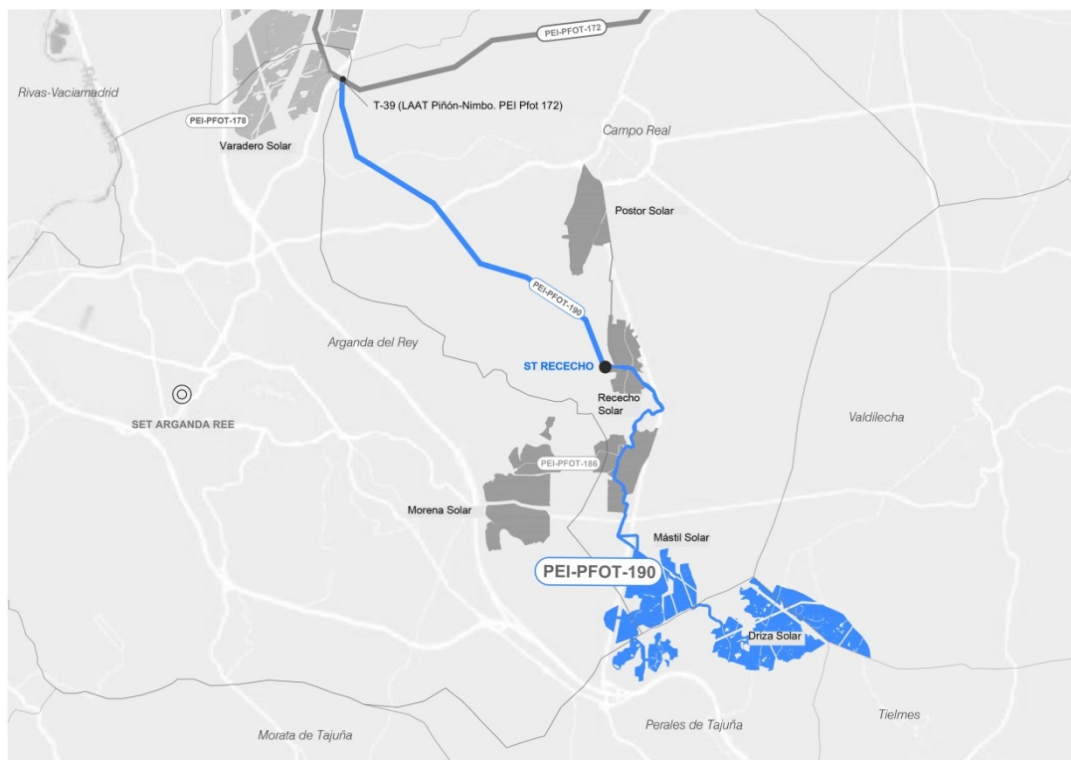 PEI-PFOT-172
Rivas-Vaciamadrid
T-39 (LAAT Piñón-Nimbo. PEI Pfot 172)
PEI-PFOT-178
Campo Real
Varadero Solar
Postor Solar
PEI-PFOT-190
Arganda del Rey
ST RECECHO
Rececho
Solar
SET ARGANDA REE
Valdilecha
PEI-PFOT-186
Morena Solar
Mástil Solar
PEI-PFOT-190
Driza Solar
Tielmes
Perales de Tajuña
Morata de Tajuña